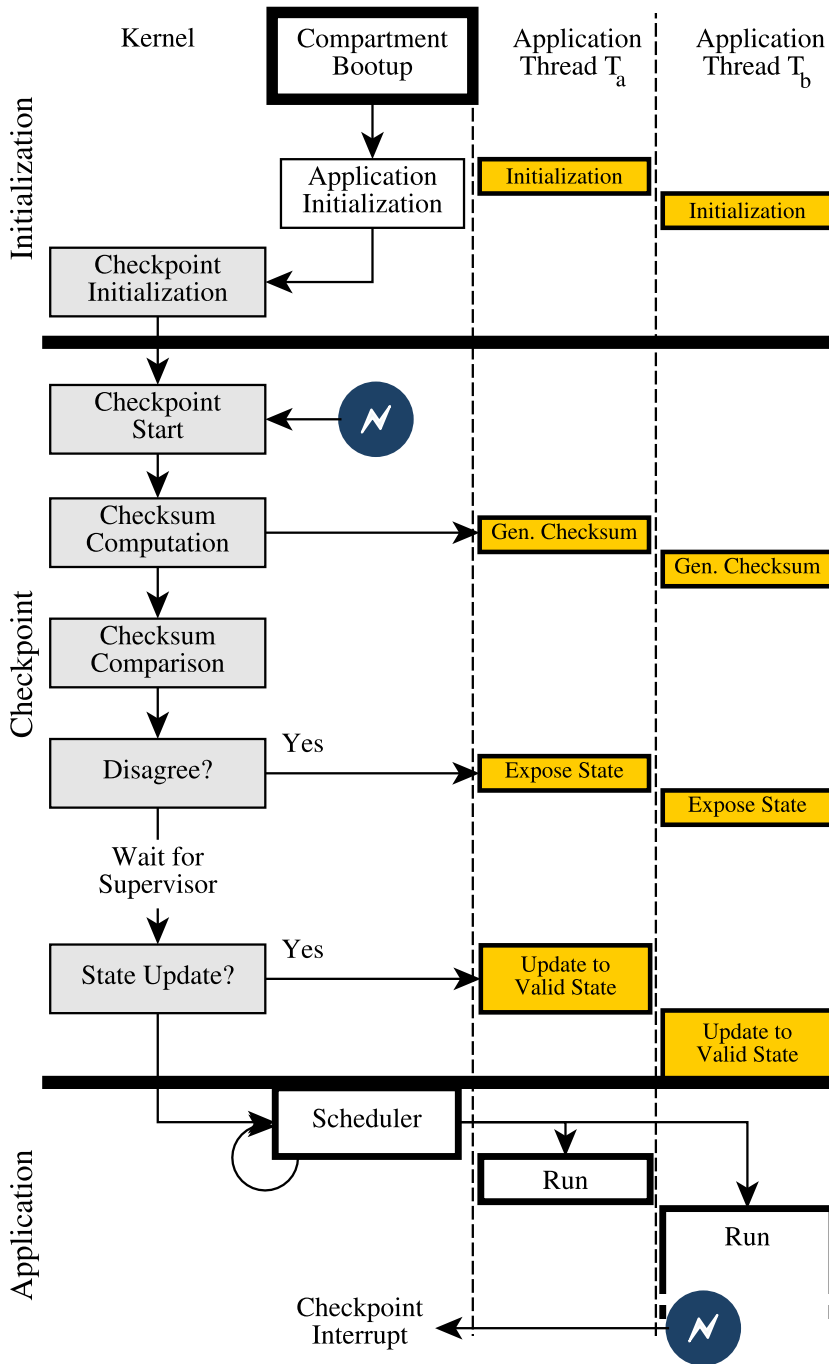 Kernel
Compartment
Bootup
Application
Thread T
a
Application
Thread T
b
Initialization
Application
Initialization
Initialization
Initialization
Checkpoint
Initialization
Checkpoint
Checkpoint
Start
Checksum
Computation
Gen. Checksum
Gen. Checksum
Checksum
Comparison
Disagree?
Yes
Expose State
Expose State
Wait for
Supervisor
State Update?
Yes
Update to
Valid State
Update to
Valid State
Application
Scheduler
Run
Run
Checkpoint
Interrupt